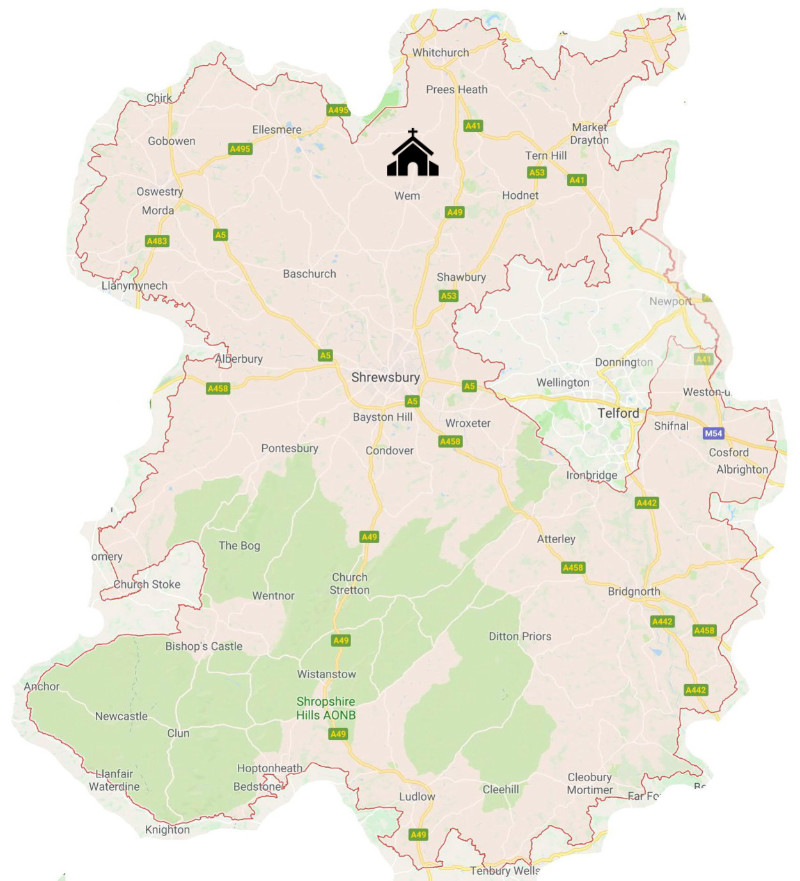 M
Whitchurch
Prees Heath
Chirk
A495
Gobowen
Ellesmere
A495
A41
Market
Drayton
Tern Hill
A53
A41
Oswestry
Morda
Wem
Hodnet
A49
A483
A5
Baschurch
Shawbury
Llanymynech
A53
Newport
Alberbury
A5
Donnington
A41
A458
Shrewsbury
A5
Wellington
Weston-u
A5
Bayston Hill
Wroxeter
Telford
Shifnal
M54
A458
Pontesbury
Condover
Cosford
Albrighton
Ironbridge
A442
The Bog
A49
Atterley
omery
Church Stoke
Church
Stretton
A458
Wentnor
Bridgnorth
A442
A458
Bishop's Castle
A49
Ditton Priors
Wistanstow
Anchor
A442
Newcastle
Shropshire
Hills AONB
Clun
A49
Llanfair
Waterdine
Hoptonheath
Bedstone
Cleobury
Mortimer
Ludlow
Cleehill
Far Fo
Knighton
A49
Tenbury Wells